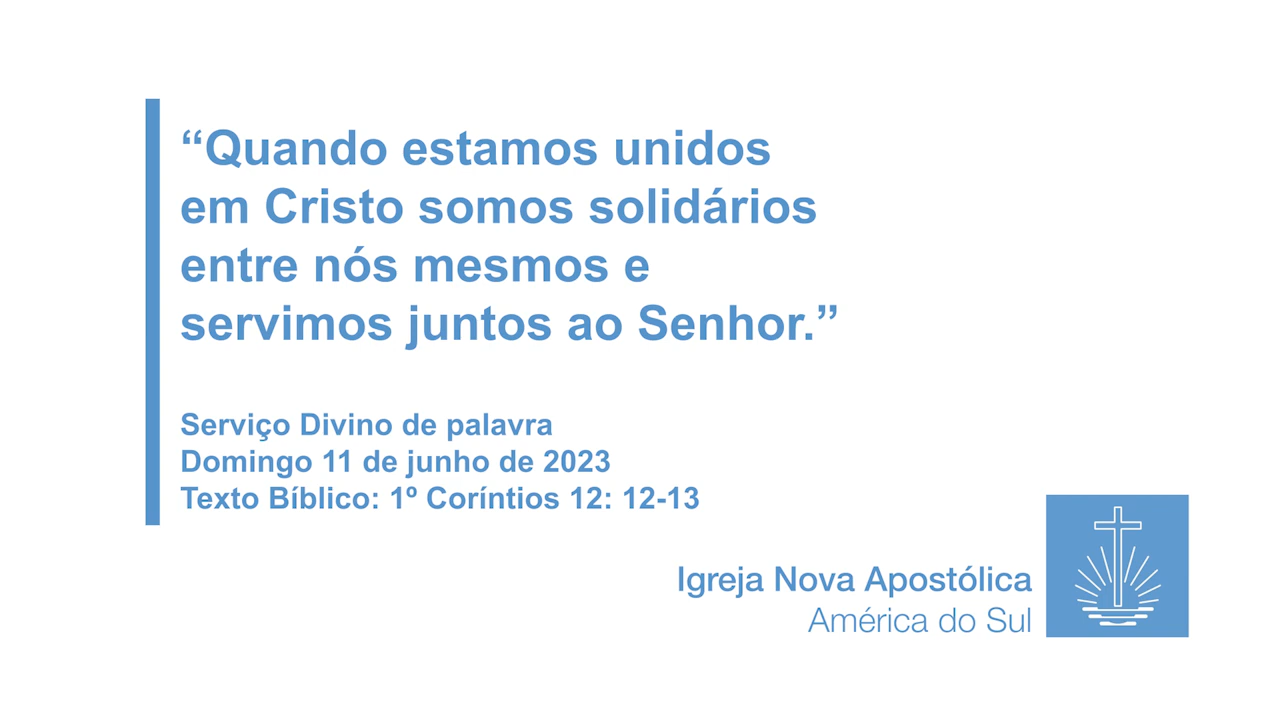 “Quando estamos unidos
em Cristo somos solidários
entre nós mesmos e
servimos juntos ao Senhor.”
Serviço Divino de palavra
Domingo 11 de junho de 2023
Texto Bíblico: 1º Coríntios 12: 12-13
Igreja Nova Apostólica
América do Sul